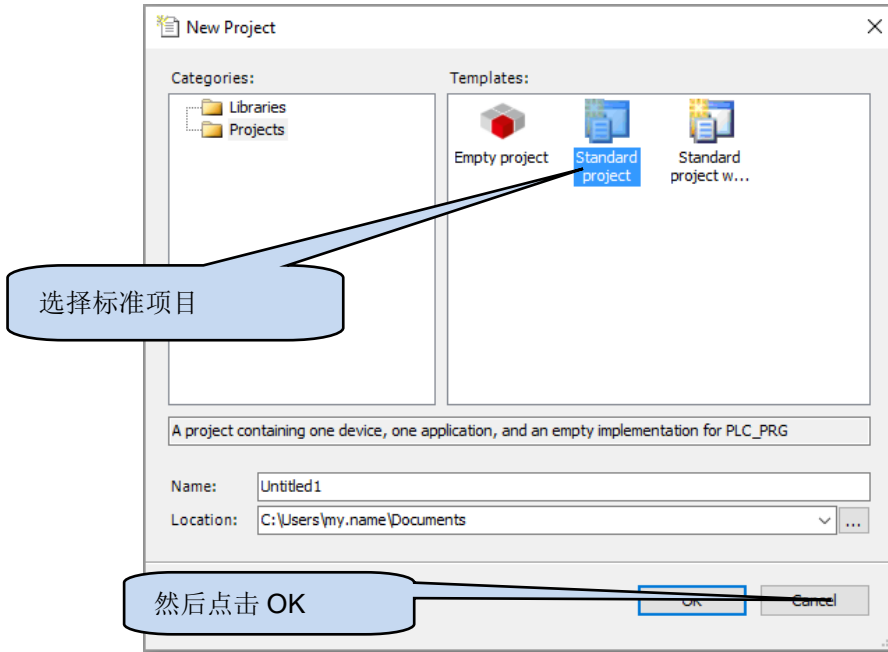 New Project
Categories:
Templates:
Libraries
Projects
Empty project
Standard
project
Standard
project w...
选择标准项目
A project containing one device, one application, and an empty implementation for PLC_PRG
Name:
Untitled1
Location:
C:\Users\my.name\Documents
...
然后点击 OK
OK
Cancel